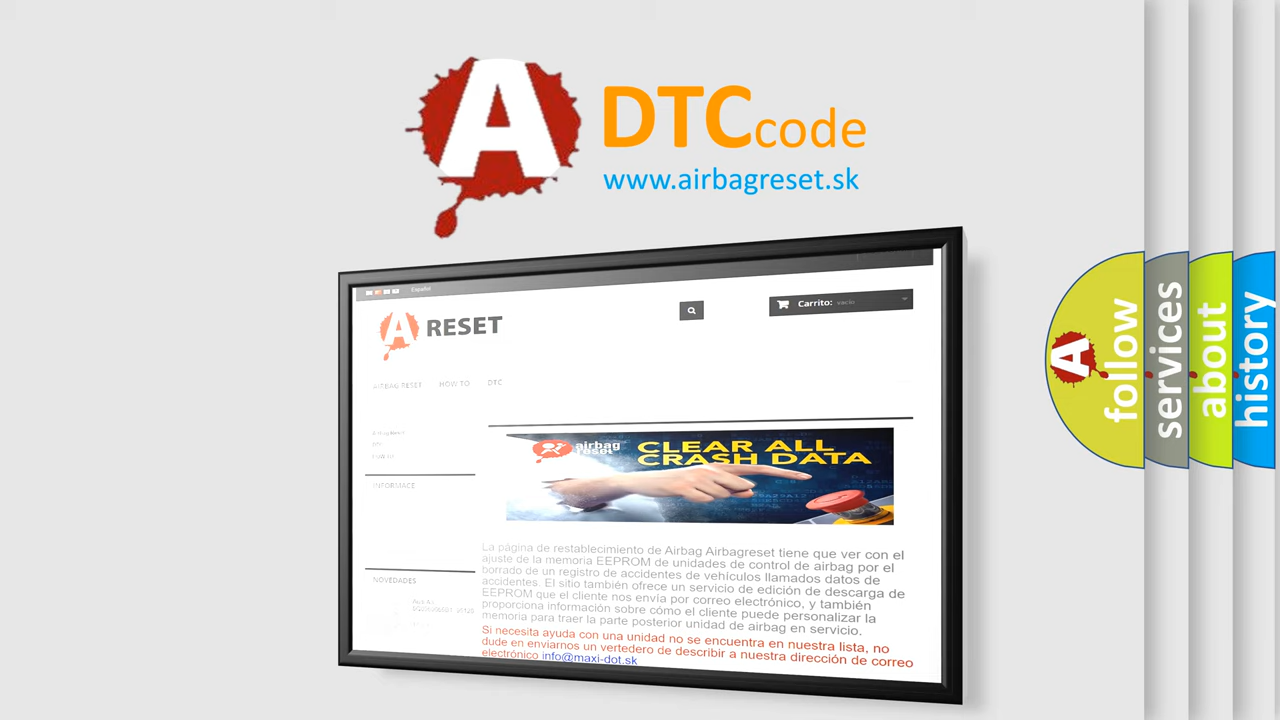 A DTC code
www.airbagreset.sk
Español
Carrito: vacío
A RESET
AIRBAG RESET HOW TO DTC
INFORMACE
airbag
reset
CLEAR ALL
CRASH DATA
La página de restablecimiento de Airbag Airbagreset tiene que ver con el
ajuste de la memoria EEPROM de unidades de control de airbag por el
borrado de un registro de accidentes de vehículos llamados datos de
accidentes. El sitio también ofrece un servicio de edición de descarga de
EEPROM que el cliente nos envía por correo electrónico, y también
proporciona información sobre cómo el cliente puede personalizar la
memoria para traer la parte posterior unidad de airbag en servicio.
Si necesita ayuda con una unidad no se encuentra en nuestra lista, no
dude en enviarnos un vertedero de describir a nuestra dirección de correo
electrónico info@maxi-dot.sk
NOVEDADES
A follow
services
about
history